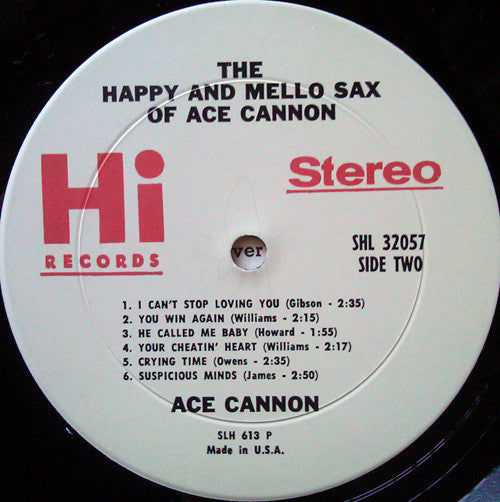 THE
HAPPY AND MELLO SAX
OF ACE CANNON
Hi
RECORDS
Stereo
ver
SHL 32057
SIDE TWO
1. I CAN'T STOP LOVING YOU (Gibson - 2:35)
2. YOU WIN AGAIN (Williams - 2:15)
3. HE CALLED ME BABY (Howard - 1:55)
4. YOUR CHEATIN' HEART (Williams - 2:17)
5. CRYING TIME (Owens - 2:35)
6. SUSPICIOUS MINDS (James - 2:50)
ACE CANNON
SLH 613 P
Made in U.S.A.